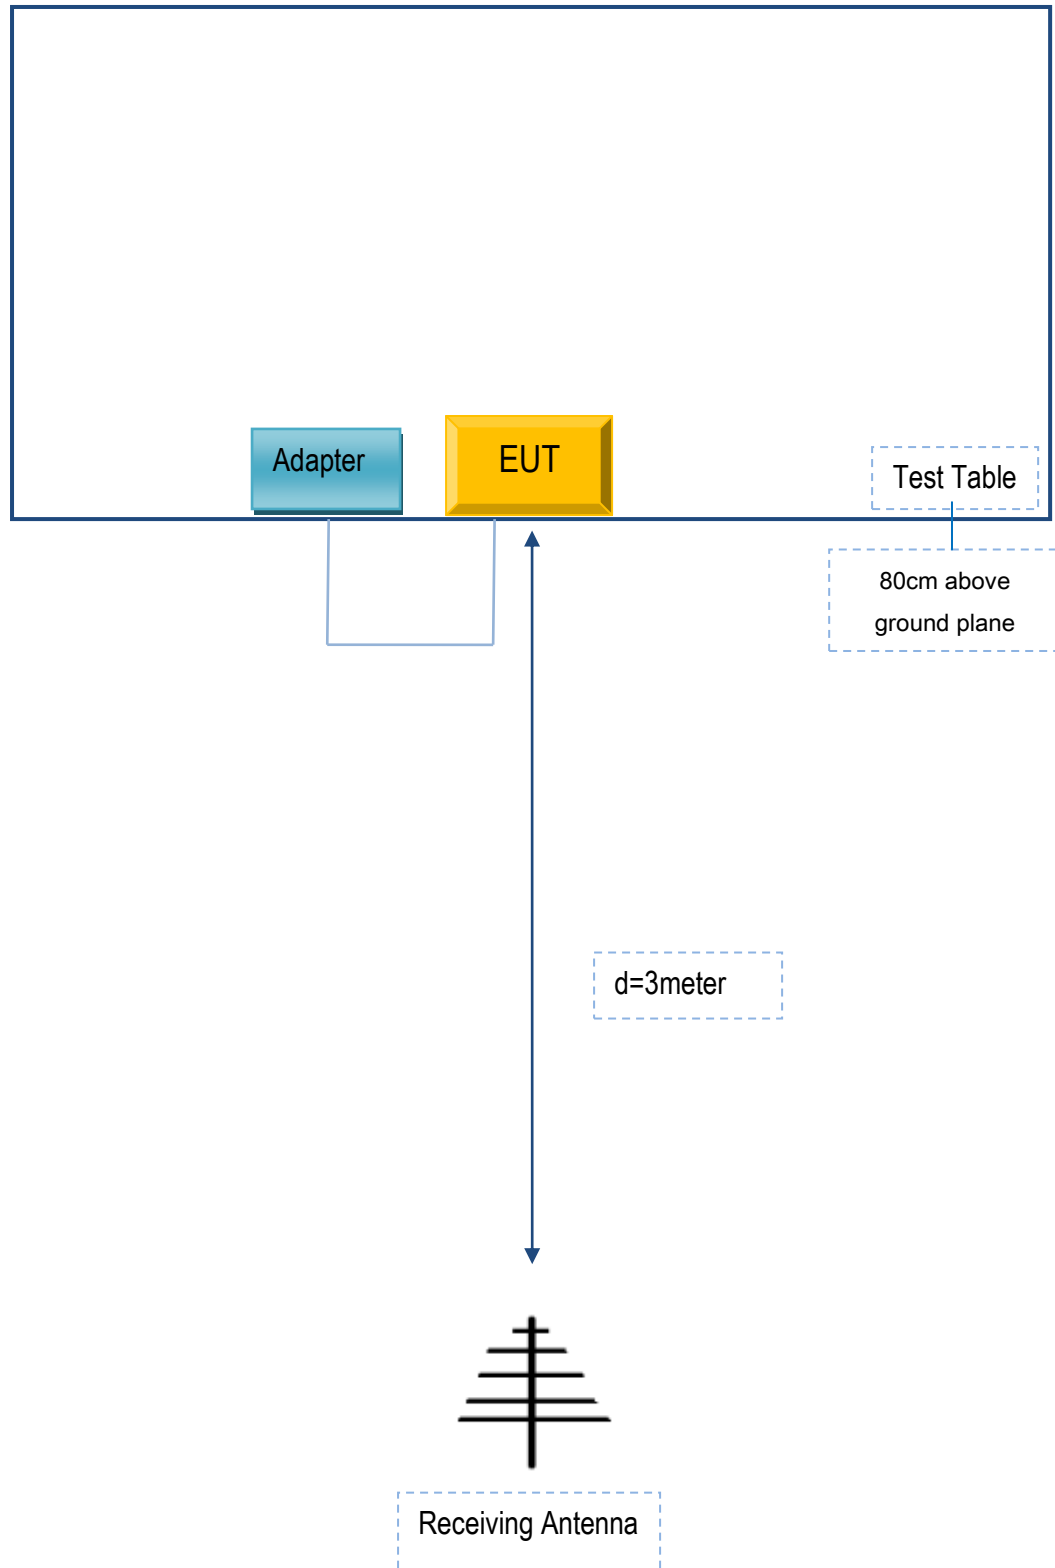 Adapter
EUT
Test Table
80cm above
ground plane
d=3meter
Receiving Antenna